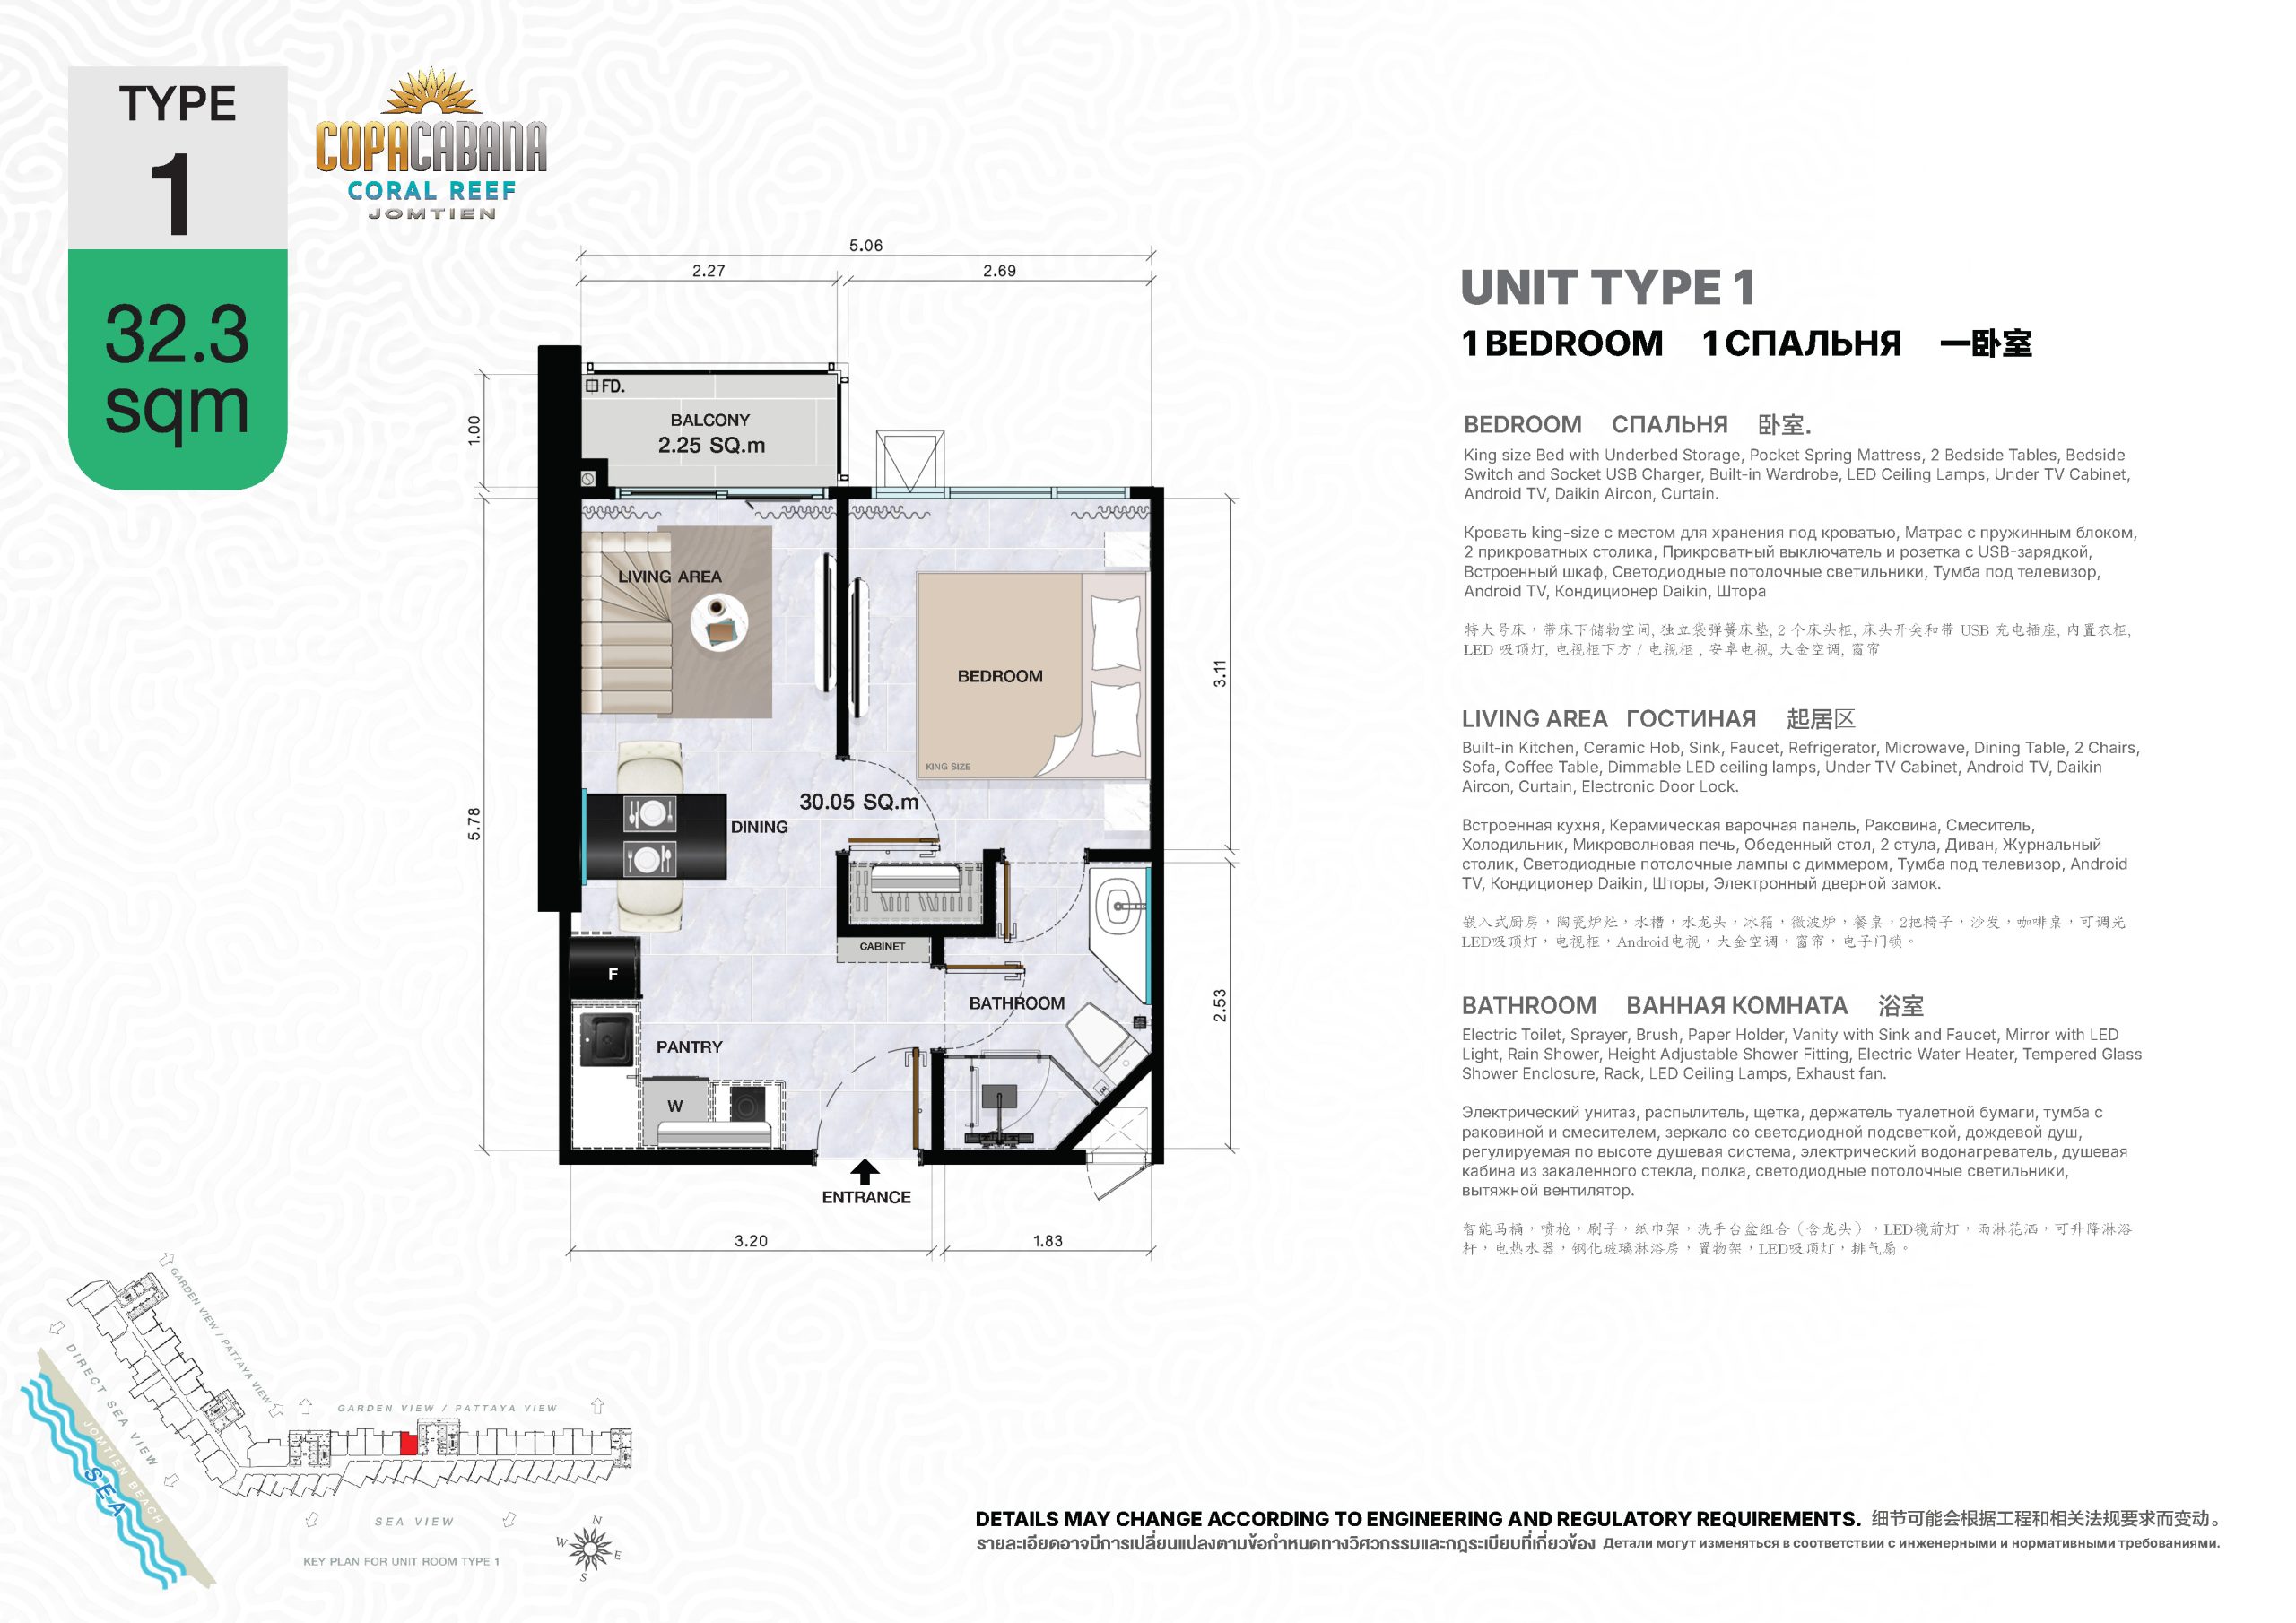 TYPE
1
32.3
sqm
COPACABANA
CORAL REEF
JOMTIEN
5.06
2.27
2.69
FD.
BALCONY
2.25 SQ.m
1.00
LIVING AREA
BEDROOM
KING SIZE
3.11
30.05 SQ.m
DINING
5.78
CABINET
F
BATHROOM
2.53
PANTRY
W
ENTRANCE
3.20
1.83
UNIT TYPE 1
1 BEDROOM 1 СПАЛЬНЯ 一卧室
BEDROOM СПАЛЬНЯ 卧室.
King size Bed with Underbed Storage, Pocket Spring Mattress, 2 Bedside Tables, Bedside
Switch and Socket USB Charger, Built-in Wardrobe, LED Ceiling Lamps, Under TV Cabinet,
Android TV, Daikin Aircon, Curtain.
Кровать king-size с местом для хранения под кроватью, Матрас с пружинным блоком,
2 прикроватных столика, Прикроватный выключатель и розетка с USB-зарядкой,
Встроенный шкаф, Светодиодные потолочные светильники, Тумба под телевизор,
Android TV, Кондиционер Daikin, Штора
特大号床，带床下储物空间, 独立袋弹簧床垫, 2 个床头柜, 床头开关和带 USB 充电插座, 内置衣柜,
LED 吸顶灯, 电视柜下方 / 电视柜 , 安卓电视, 大金空调, 窗帘
LIVING AREA ГОСТИНАЯ 起居区
Built-in Kitchen, Ceramic Hob, Sink, Faucet, Refrigerator, Microwave, Dining Table, 2 Chairs,
Sofa, Coffee Table, Dimmable LED ceiling lamps, Under TV Cabinet, Android TV, Daikin
Aircon, Curtain, Electronic Door Lock.
Встроенная кухня, Керамическая варочная панель, Раковина, Смеситель,
Холодильник, Микроволновая печь, Обеденный стол, 2 стула, Диван, Журнальный
столик, Светодиодные потолочные лампы с диммером, Тумба под телевизор, Android
TV, Кондиционер Daikin, Шторы, Электронный дверной замок.
嵌入式厨房，陶瓷炉灶，水槽，水龙头，冰箱，微波炉，餐桌，2把椅子，沙发，咖啡桌，可调光
LED吸顶灯，电视柜，Android电视，大金空调，窗帘，电子门锁。
BATHROOM ВАННАЯ КОМНАТА 浴室
Electric Toilet, Sprayer, Brush, Paper Holder, Vanity with Sink and Faucet, Mirror with LED
Light, Rain Shower, Height Adjustable Shower Fitting, Electric Water Heater, Tempered Glass
Shower Enclosure, Rack, LED Ceiling Lamps, Exhaust fan.
Электрический унитаз, распылитель, щетка, держатель туалетной бумаги, тумба с
раковиной и смесителем, зеркало со светодиодной подсветкой, дождевой душ,
регулируемая по высоте душевая система, электрический водонагреватель, душевая
кабина из закаленного стекла, полка, светодиодные потолочные светильники,
вытяжной вентилятор.
智能马桶，喷枪，刷子，纸巾架，洗手台盆组合（含龙头），LED镜前灯，雨淋花洒，可升降淋浴
杆，电热水器，钢化玻璃淋浴房，置物架，LED吸顶灯，排气扇。
GARDEN VIEW / PATTAYA VIEW
DIRECT SEA VIEW
JOMTIEN BEACH
SEA
GARDEN VIEW / PATTAYA VIEW
SEA VIEW
N
W
E
S
KEY PLAN FOR UNIT ROOM TYPE 1
DETAILS MAY CHANGE ACCORDING TO ENGINEERING AND REGULATORY REQUIREMENTS. 细节可能会根据工程和相关法规要求而变动。
รายละเอียดอาจมีการเปลี่ยนแปลงตามข้อกำหนดทางวิศวกรรมและกฎระเบียบที่เกี่ยวข้อง Детали могут изменяться в соответствии с инженерными и нормативными требованиями.